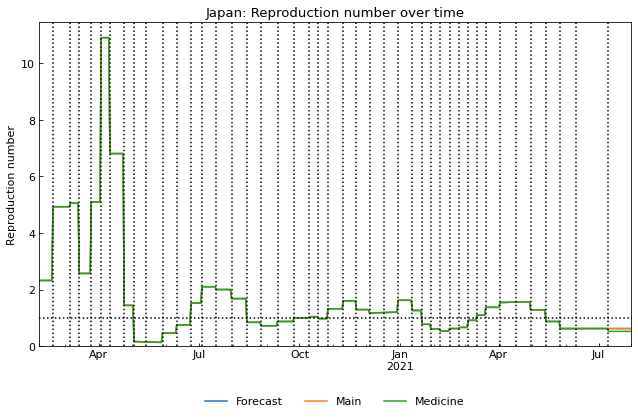 Japan: Reproduction number over time
Reproduction number
10
8
6
4
2
0
Apr Jul Oct Jan Apr Jul
2021
Forecast Main Medicine